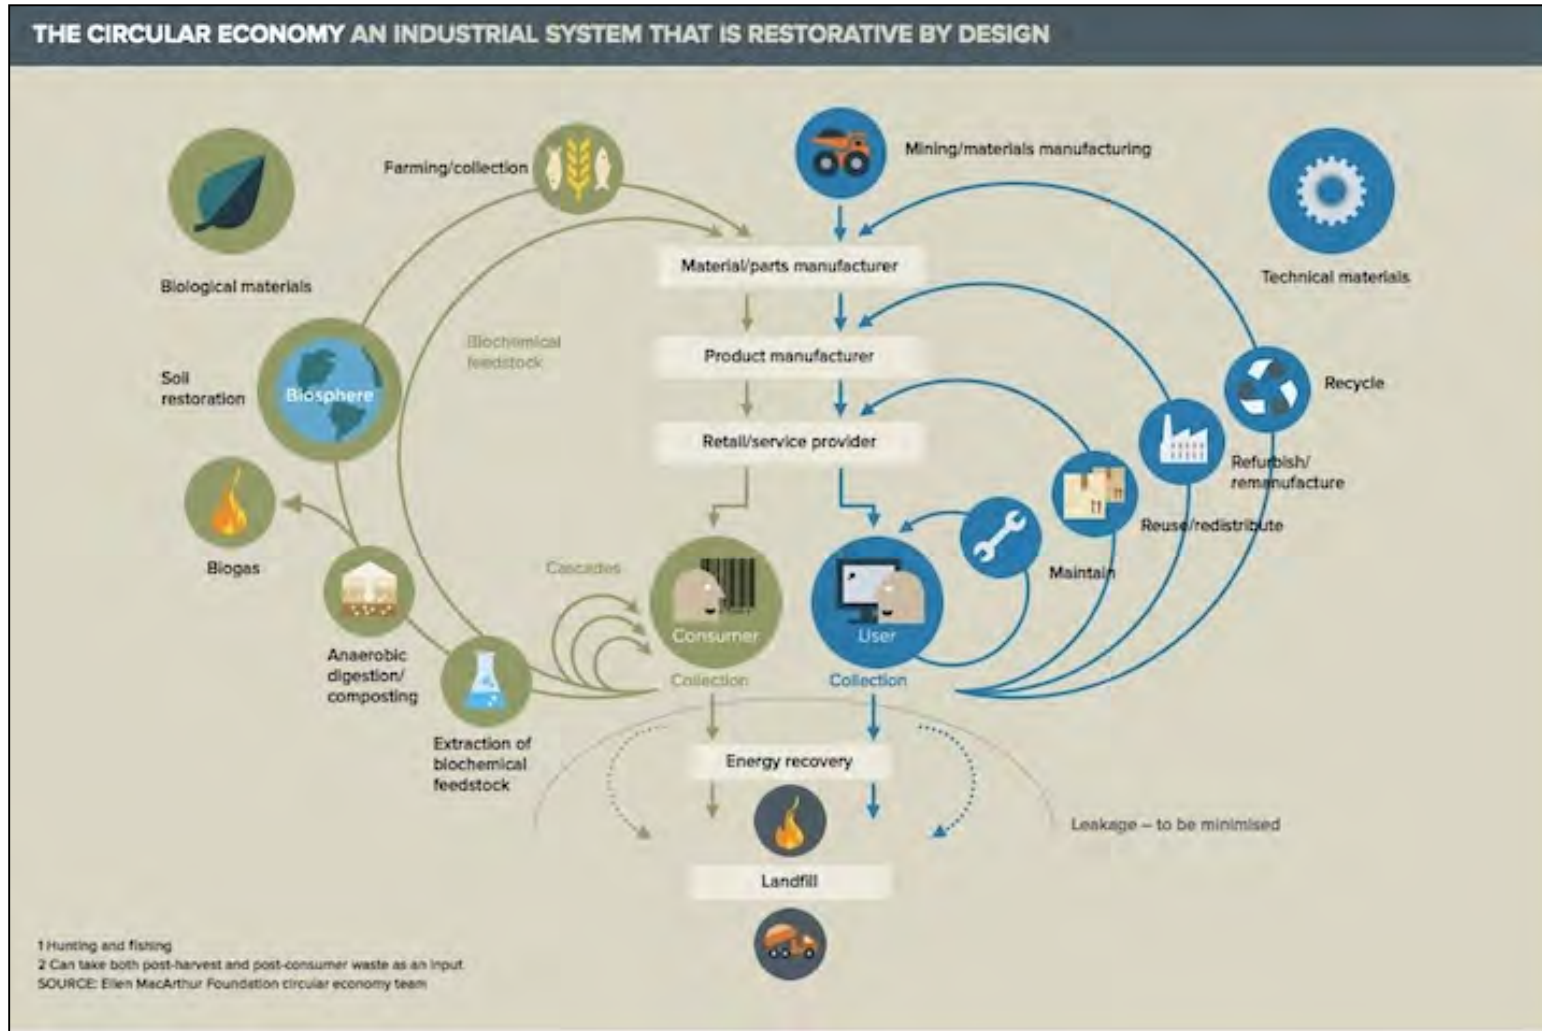 THE CIRCULAR ECONOMY AN INDUSTRIAL SYSTEM THAT IS RESTORATIVE BY DESIGN
Farming/collection
Mining/materials manufacturing
Biological materials
Technical materials
Material/parts manufacturer
Biochemical
feedstock
Product manufacturer
Soil
restoration
Biosphere
Recycle
Retail/service provider
Refurbish/
remanufacture
Reuse/redistribute
Biogas
Cascades
Maintain
Consumer
User
Anaerobic
digestion/
composting
Collection
Collection
Extraction of
biochemical
feedstock
Energy recovery
Leakage – to be minimised
Landfill
1 Hunting and fishing
2 Can take both post-harvest and post-consumer waste as an input
SOURCE: Ellen MacArthur Foundation circular economy team